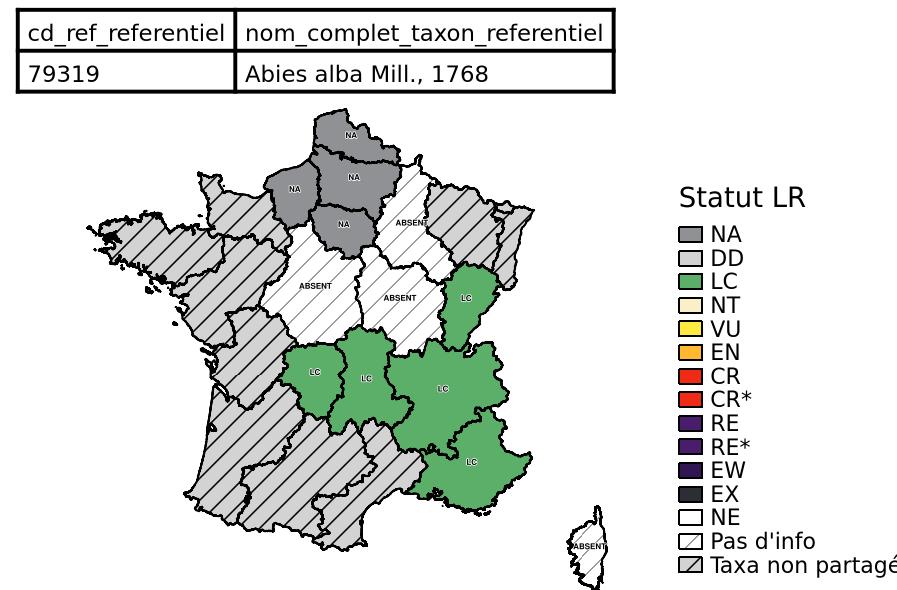 cd_ref_referentiel nom_complet_taxon_referentiel
79319 Abies alba Mill., 1768
NA
NA
NA
NA
ABSENT
ABSENT
ABSENT
LC
LC
LC
LC
LC
ABSENT
Statut LR
NA
DD
LC
NT
VU
EN
CR
CR*
RE
RE*
EW
EX
NE
Pas d'info
Taxa non partagé